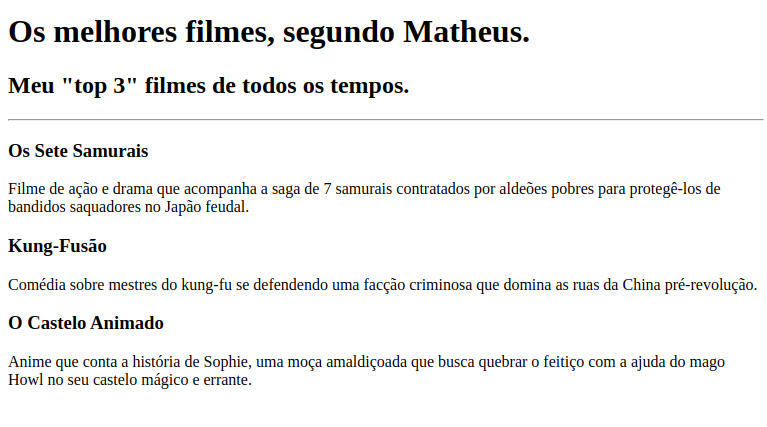 Os melhores filmes, segundo Matheus.
Meu "top 3" filmes de todos os tempos.
Os Sete Samurais
Filme de ação e drama que acompanha a saga de 7 samurais contratados por aldeões pobres para protegê-los de
bandidos saquadores no Japão feudal.
Kung-Fusão
Comédia sobre mestres do kung-fu se defendendo uma facção criminosa que domina as ruas da China pré-revolução.
O Castelo Animado
Anime que conta a história de Sophie, uma moça amaldiçoada que busca quebrar o feitiço com a ajuda do mago
Howl no seu castelo mágico e errante.